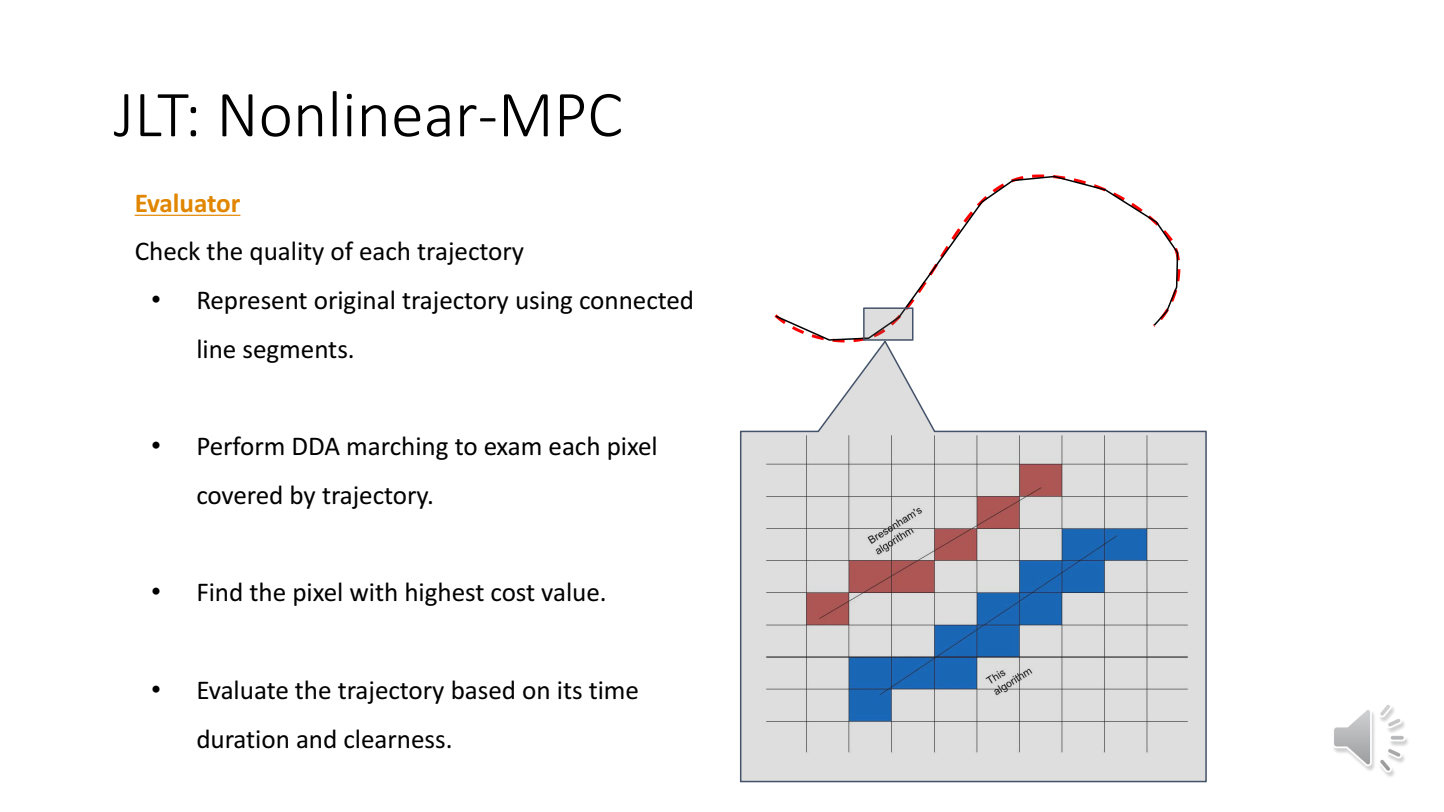 JLT: Nonlinear-MPC
Evaluator
Check the quality of each trajectory
• Represent original trajectory using connected
line segments.
• Perform DDA marching to exam each pixel
covered by trajectory.
• Find the pixel with highest cost value.
• Evaluate the trajectory based on its time
duration and clearness.
Bresenham's
algorithm
This
algorithm